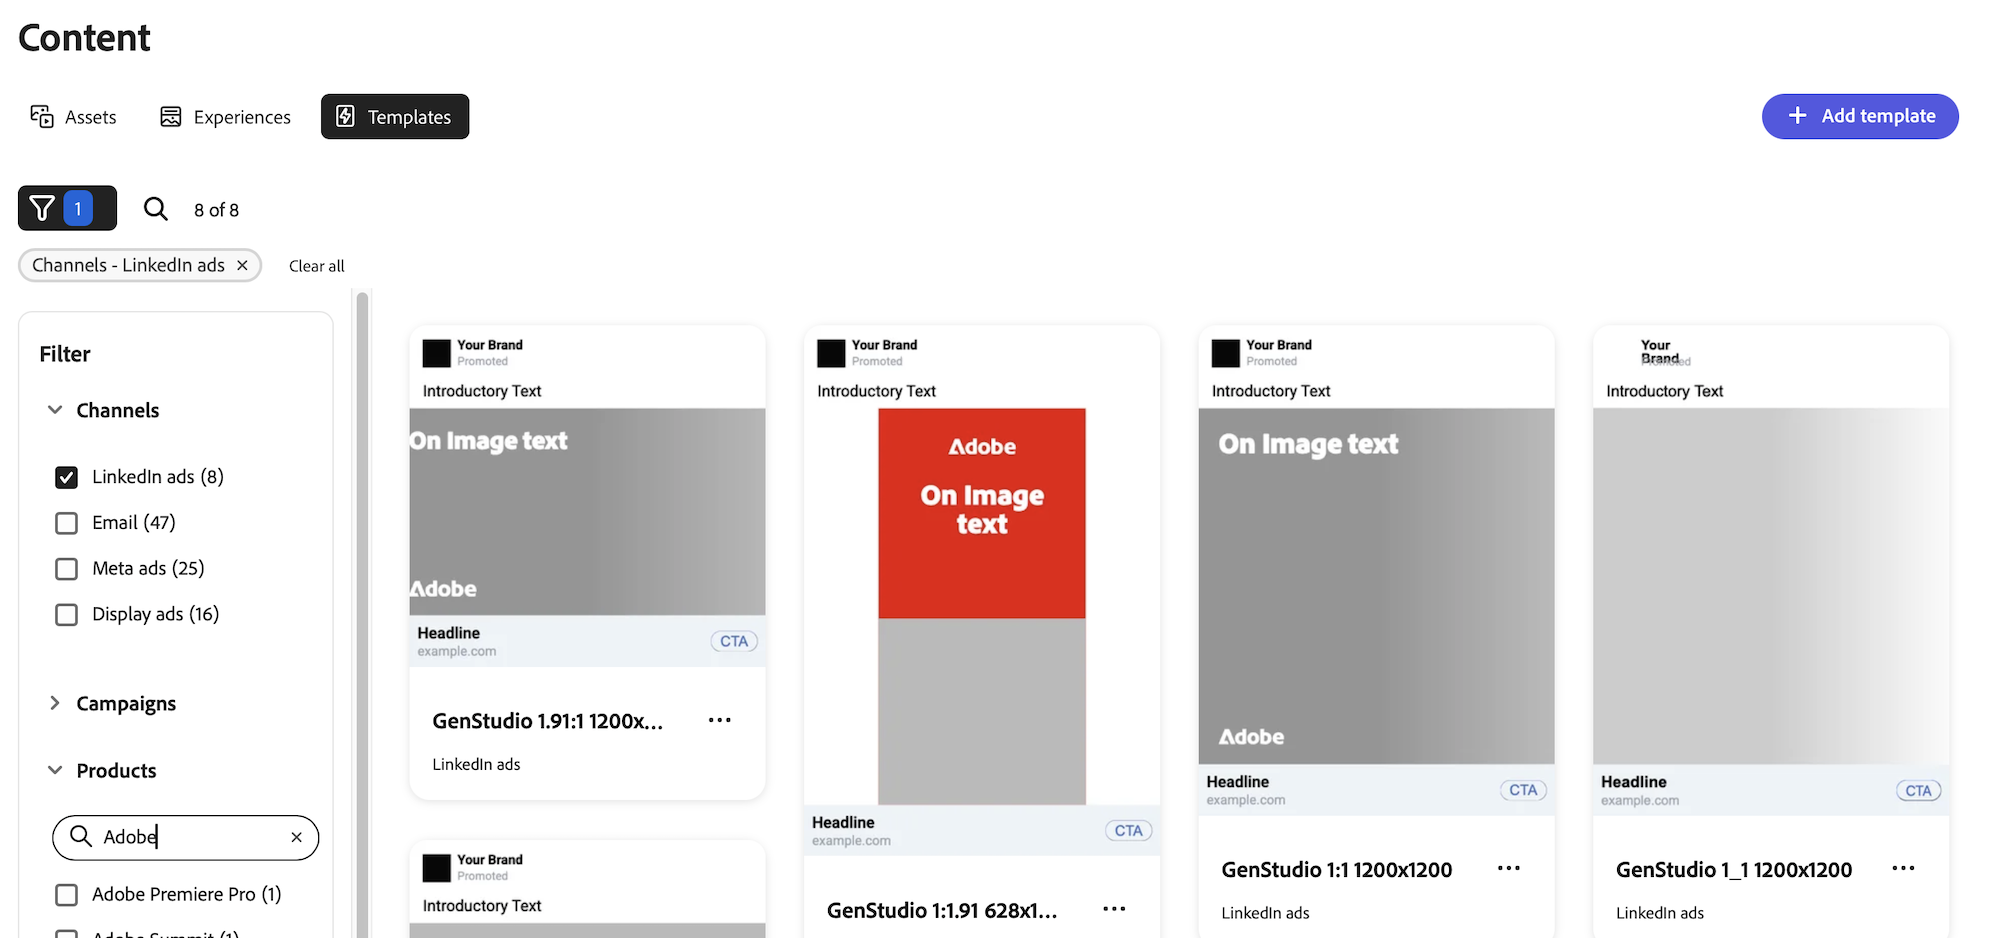 Content
Assets
Experiences
Templates
Add template
1
8 of 8
Channels - LinkedIn ads
Clear all
Filter
Channels
LinkedIn ads (8)
Email (47)
Meta ads (25)
Display ads (16)
Campaigns
Products
Adobe
Adobe Premiere Pro (1)
Adobe Summit (1)
Your Brand
Promoted
Introductory Text
On Image text
Adobe
Headline
example.com
CTA
GenStudio 1.91:1 1200x...
LinkedIn ads
Your Brand
Promoted
Introductory Text
Your Brand
Promoted
Introductory Text
Adobe
On Image
text
Headline
example.com
CTA
GenStudio 1:1.91 628x1...
Your Brand
Promoted
Introductory Text
On Image text
Adobe
Headline
example.com
CTA
GenStudio 1:1 1200x1200
LinkedIn ads
Your
Brand
Promoted
Introductory Text
Headline
example.com
CTA
GenStudio 1_1 1200x1200
LinkedIn ads